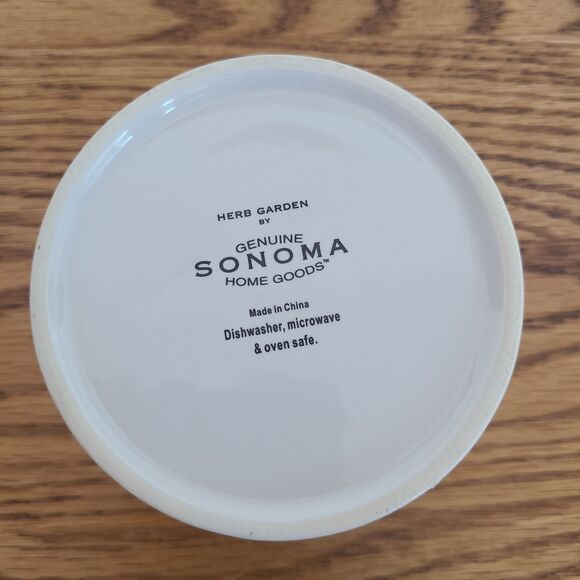 HERB GARDEN
BY
GENUINE
SONOMA
HOME GOODS™
Made in China
Dishwasher, microwave
& oven safe.